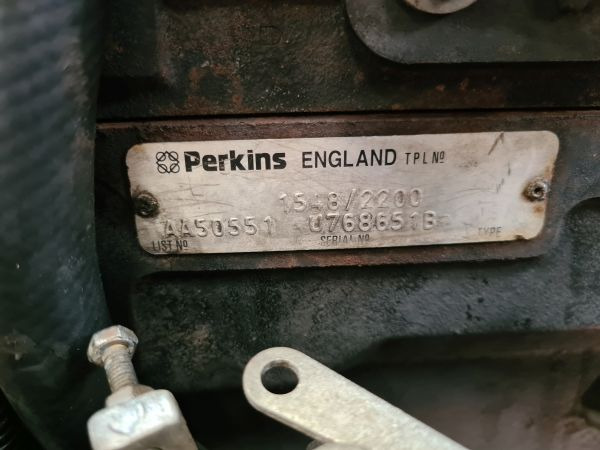 Perkins ENGLAND TPL Nº
1548/2200
AA50551 U768651B
LIST Nº SERIAL Nº TYPE